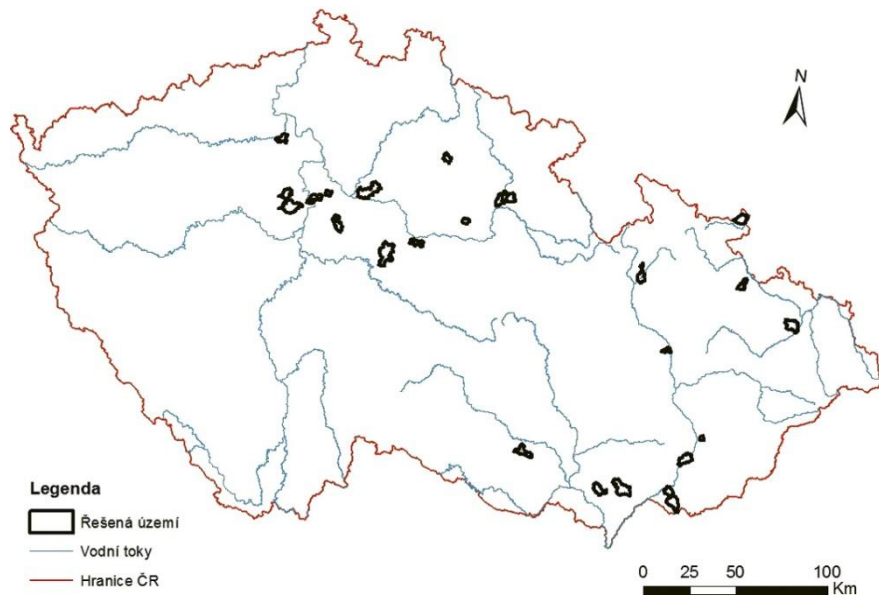 N
Legenda
Řešená území
Vodní toky
Hranice ČR
0 25 50 100
Km